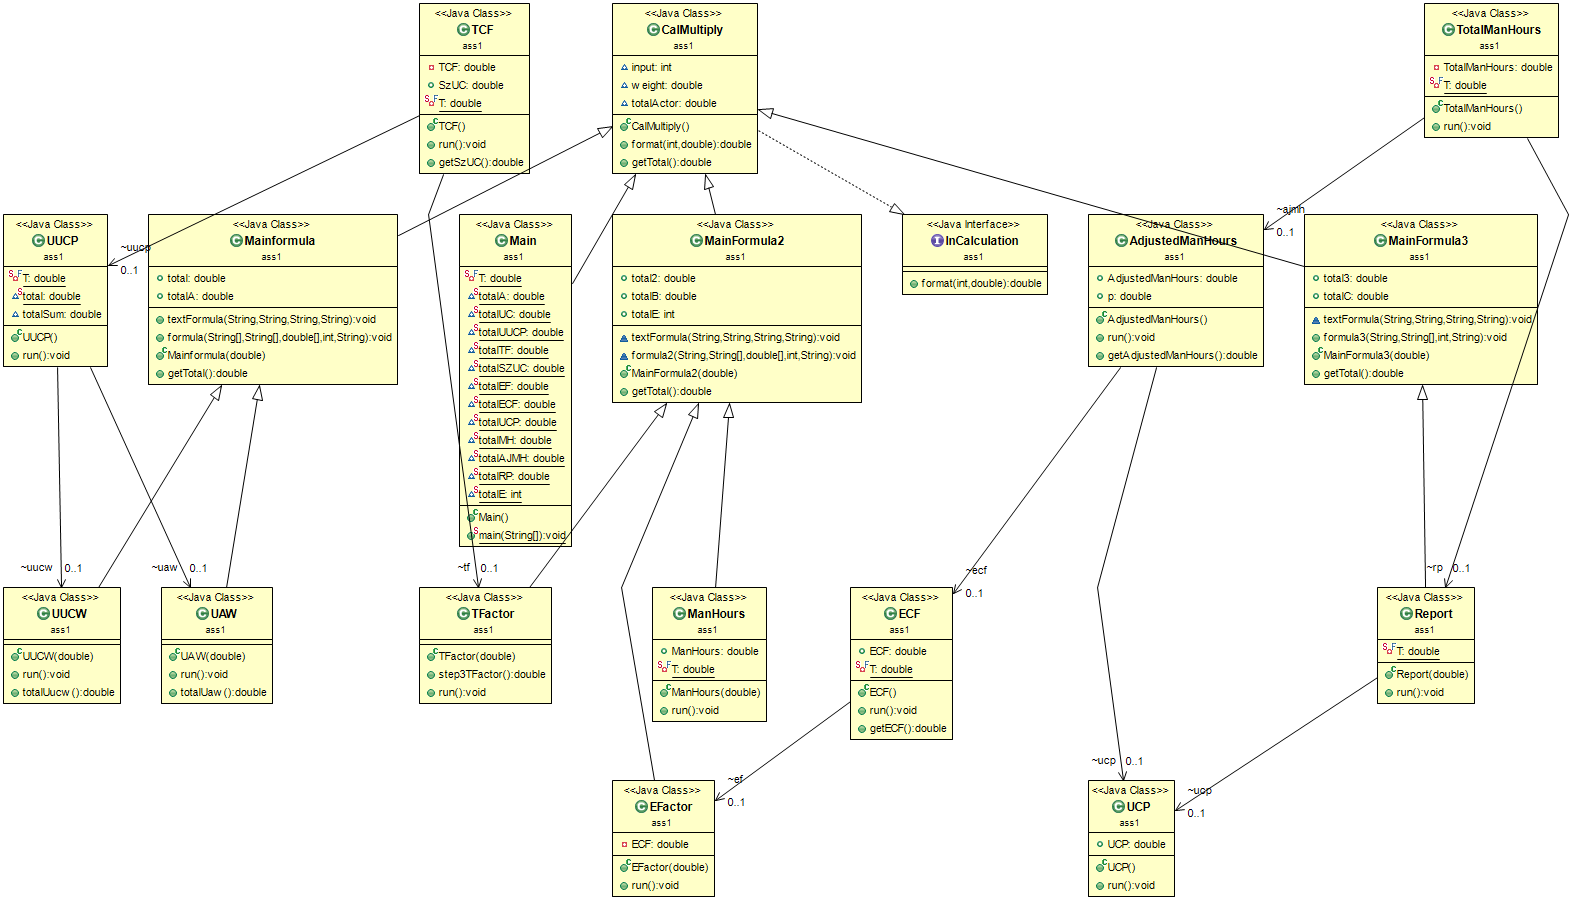 <<Java Class>>
TCF
ass1
TCF: double
SzUC: double
T: double
TCF()
run():void
getSzUC():double
<<Java Class>>
CalMultiply
ass1
input: int
weight: double
totalActor: double
CalMultiply()
format(int,double):double
getTotal():double
<<Java Class>>
TotalManHours
ass1
TotalManHours: double
T: double
TotalManHours()
run():void
<<Java Class>>
UUCP
ass1
T: double
total: double
totalSum: double
UUCP()
run():void
~uucp
0..1
<<Java Class>>
Mainformula
ass1
total: double
totalA: double
textFormula(String,String,String,String):void
formula(String[],String[],double[],int,String):void
Mainformula(double)
getTotal():double
<<Java Class>>
Main
ass1
T: double
totalA: double
totalUC: double
totalUUCP: double
totalTF: double
totalSZUC: double
totalEF: double
totalECF: double
totalUCP: double
totalMH: double
totalAJMH: double
totalRP: double
totalE: int
Main()
main(String[]):void
<<Java Class>>
MainFormula2
ass1
total2: double
totalB: double
totalE: int
textFormula(String,String,String,String):void
formula2(String,String[],double[],int,String):void
MainFormula2(double)
getTotal():double
<<Java Interface>>
InCalculation
ass1
format(int,double):double
<<Java Class>>
AdjustedManHours
ass1
AdjustedManHours: double
p: double
AdjustedManHours()
run():void
getAdjustedManHours():double
~ajmh
0..1
<<Java Class>>
MainFormula3
ass1
total3: double
totalC: double
textFormula(String,String,String,String):void
formula3(String,String[],int,String):void
MainFormula3(double)
getTotal():double
~uucw
0..1
~uaw
0..1
~tf
0..1
~ecf
0..1
~rp
0..1
<<Java Class>>
UUCW
ass1
UUCW(double)
run():void
totalUucw():double
<<Java Class>>
UAW
ass1
UAW(double)
run():void
totalUaw():double
<<Java Class>>
TFactor
ass1
TFactor(double)
step3TFactor():double
run():void
<<Java Class>>
ManHours
ass1
ManHours: double
T: double
ManHours(double)
run():void
<<Java Class>>
ECF
ass1
ECF: double
T: double
ECF()
run():void
getECF():double
<<Java Class>>
Report
ass1
T: double
Report(double)
run():void
~ef
0..1
~ucp
0..1
~ucp
0..1
<<Java Class>>
EFactor
ass1
ECF: double
EFactor(double)
run():void
<<Java Class>>
UCP
ass1
UCP: double
UCP()
run():void